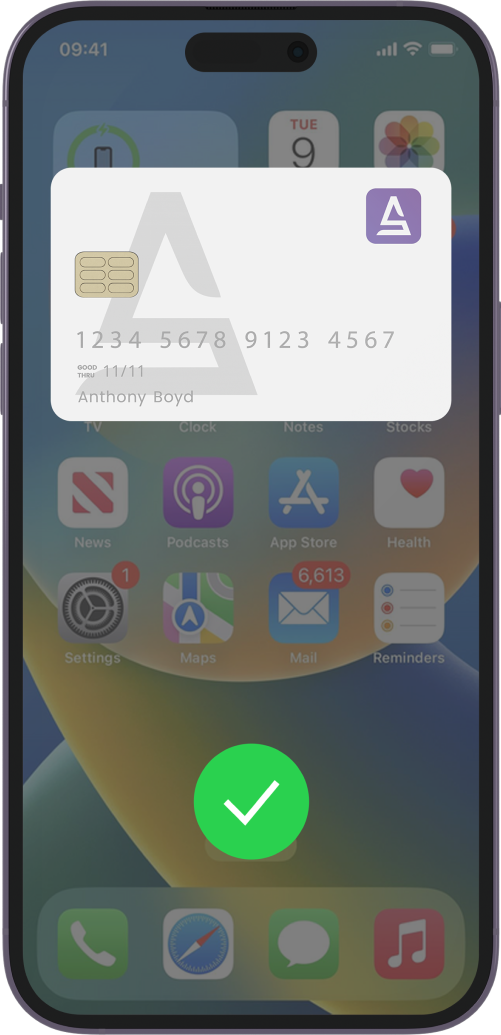 09:41
TUE
9
1234 5678 9123 4567
GOOD THRU 11/11
Anthony Boyd
TV Clock Notes Stocks
News Podcasts App Store Health
1 6,613
Settings Maps Mail Reminders